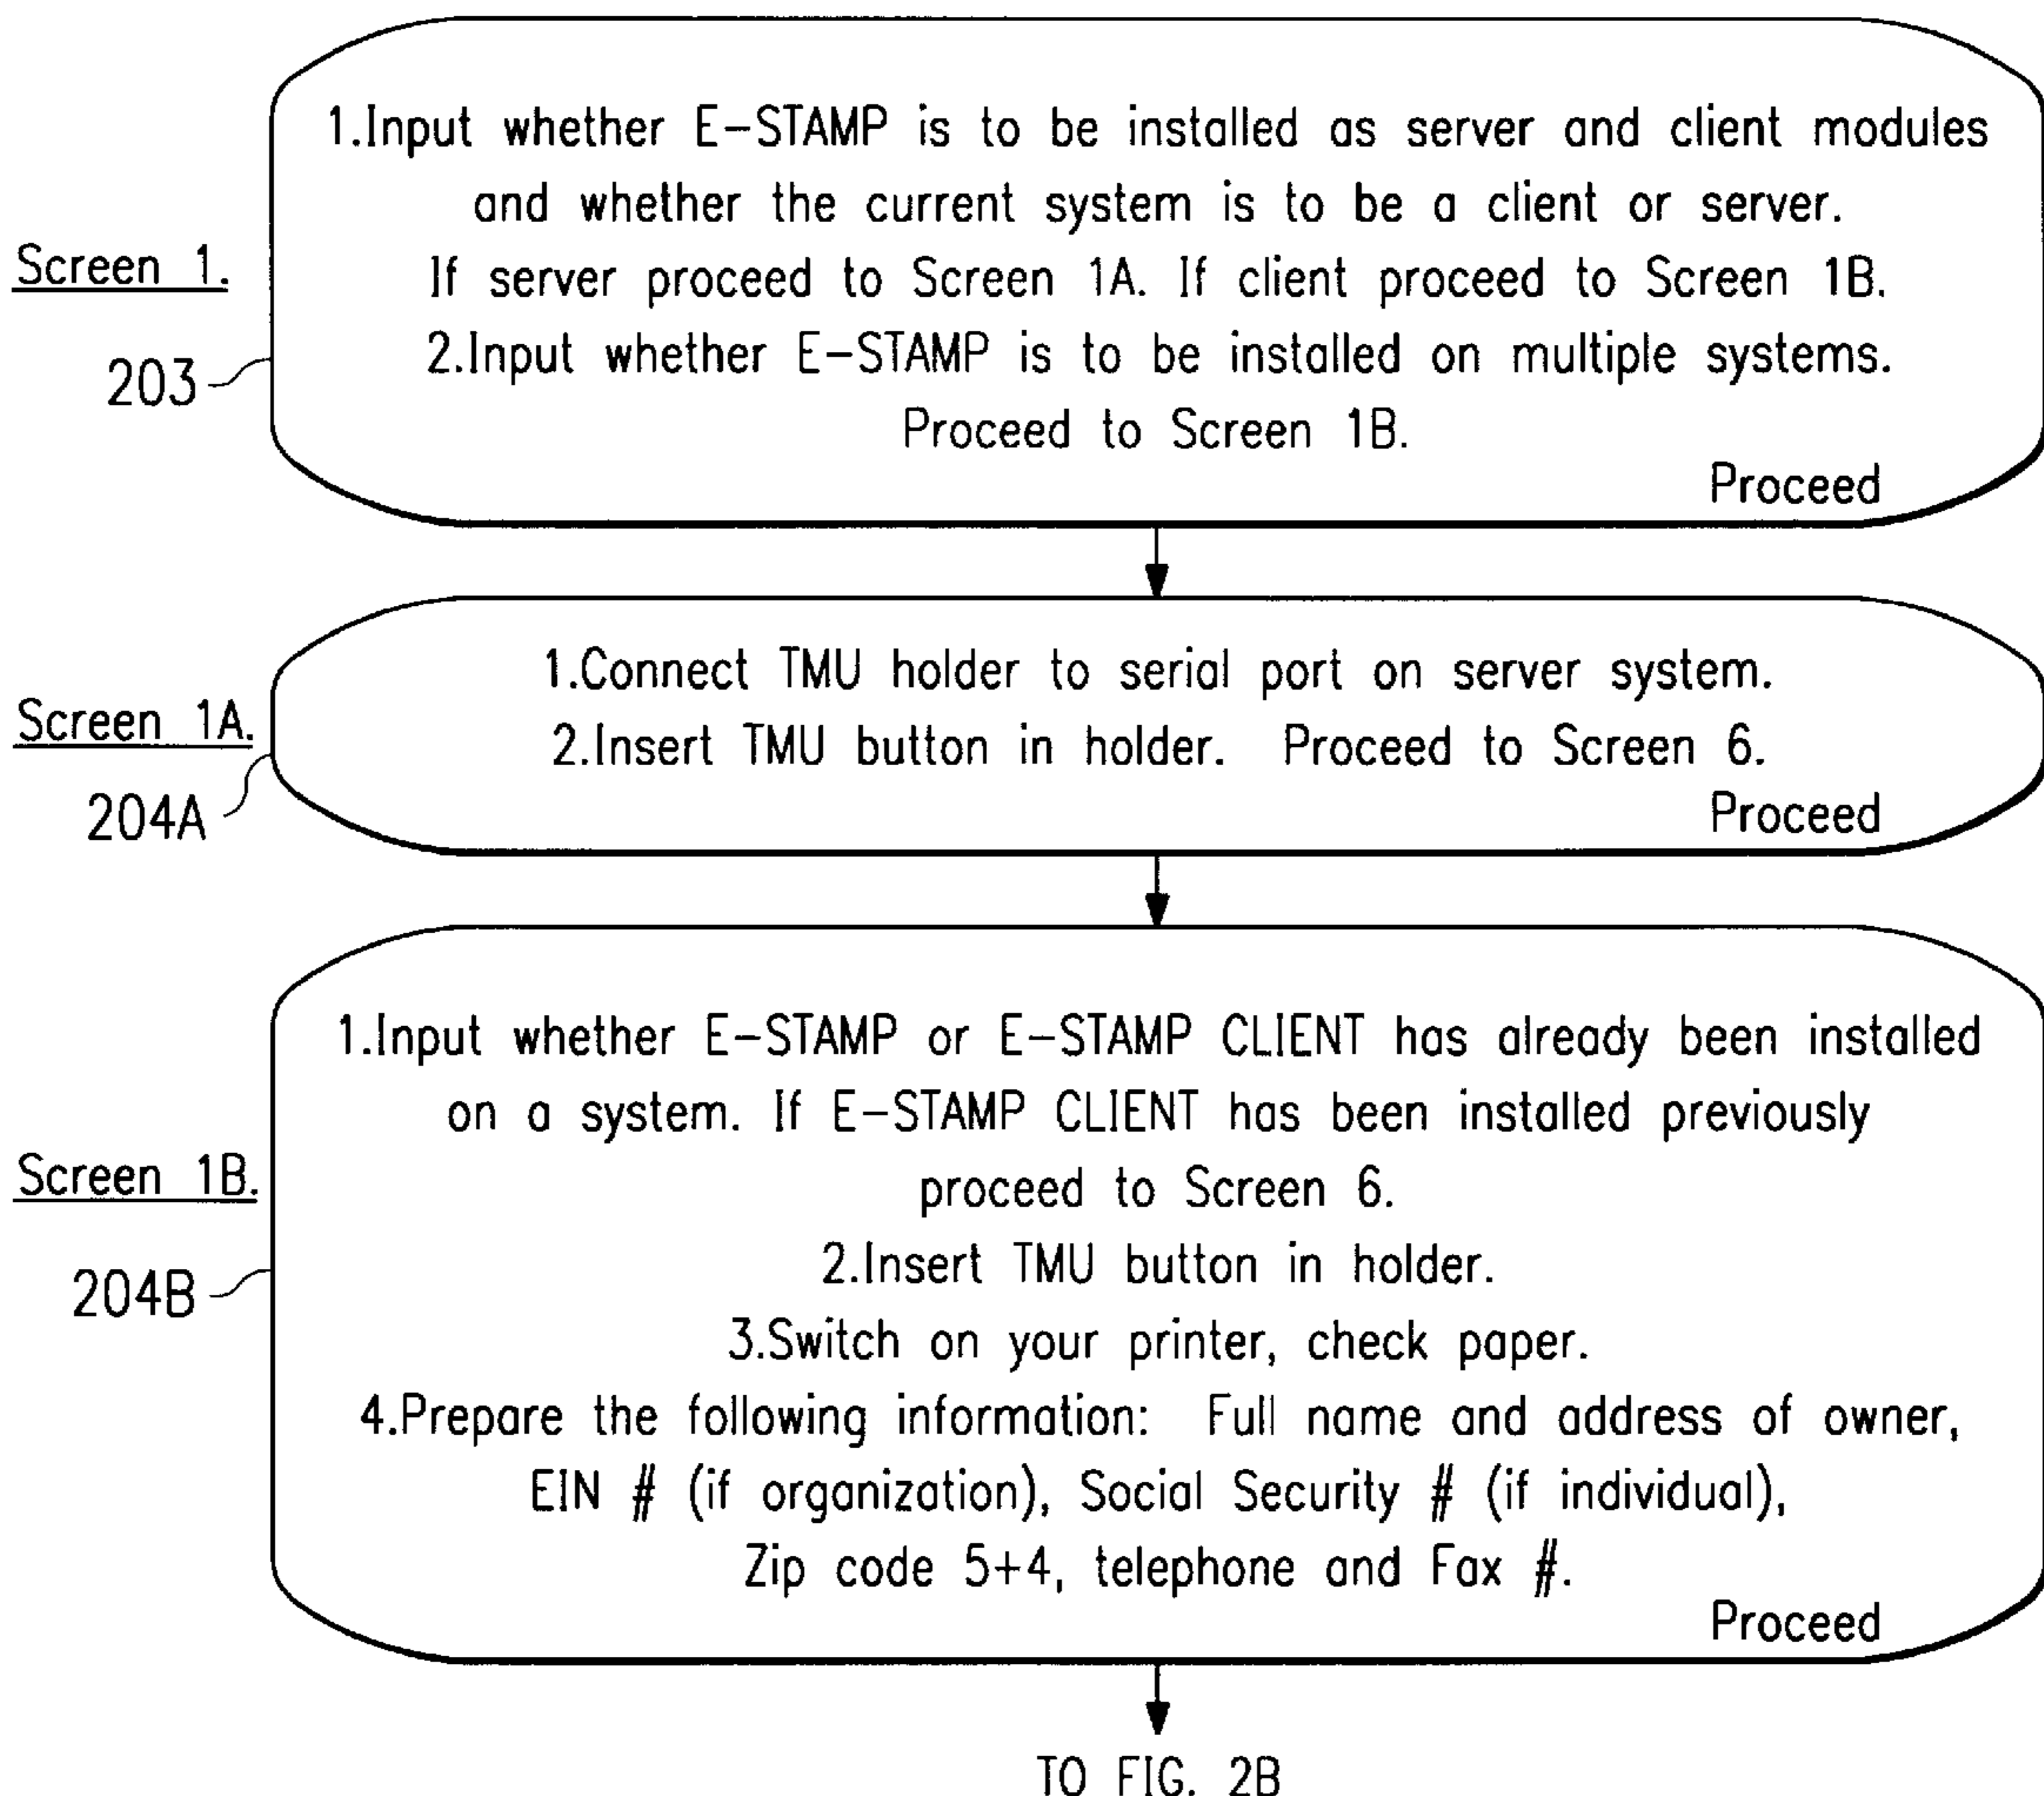 1.Input whether E-STAMP is to be installed as server and client modules
and whether the current system is to be a client or server.
Screen 1.
If server proceed to Screen 1A. If client proceed to Screen 1B.
2.Input whether E-STAMP is to be installed on multiple systems.
203
Proceed to Screen 1B.
Proceed
1.Connect TMU holder to serial port on server system.
Screen 1A.
2.Insert TMU button in holder. Proceed to Screen 6.
204A
Proceed
1.Input whether E-STAMP or E-STAMP CLIENT has already been installed
on a system. If E-STAMP CLIENT has been installed previously
Screen 1B.
proceed to Screen 6.
2.Insert TMU button in holder.
204B
3.Switch on your printer, check paper.
4.Prepare the following information: Full name and address of owner,
EIN # (if organization), Social Security # (if individual),
Zip code 5+4, telephone and Fax #.
Proceed
TO FIG. 2B